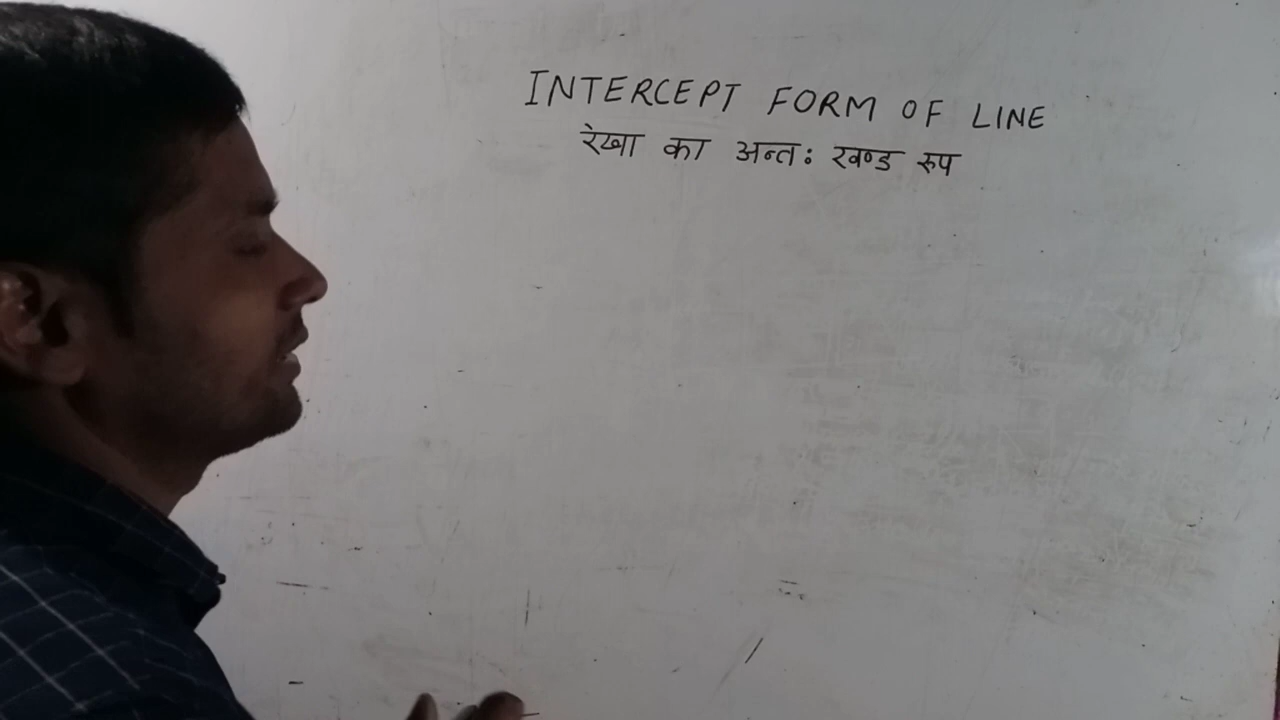 INTERCEPT FORM OF LINE
रेखा का अन्त: खण्ड रूप